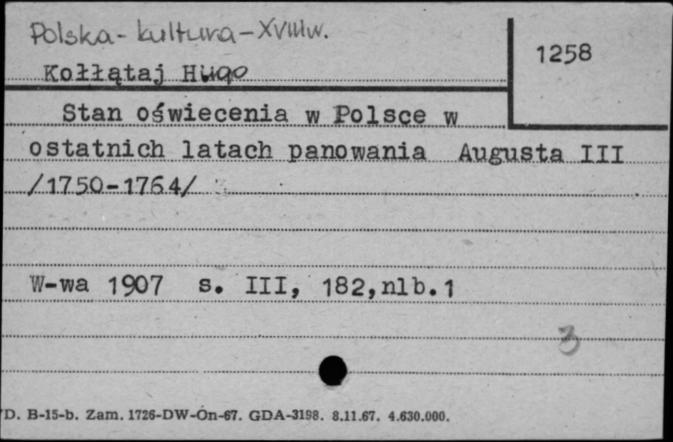 Polska - kultura - XVIIIw.
1258
Kołłątaj Hugo
Stan oświecenia w Polsce w
ostatnich latach panowania Augusta III
/1750-1764/
W-wa 1907 s. III, 182,nlb.1
3
D. B-15-b. Zam. 1726-DW-On-67. GDA-3198. 8.11.67. 4.630.000.